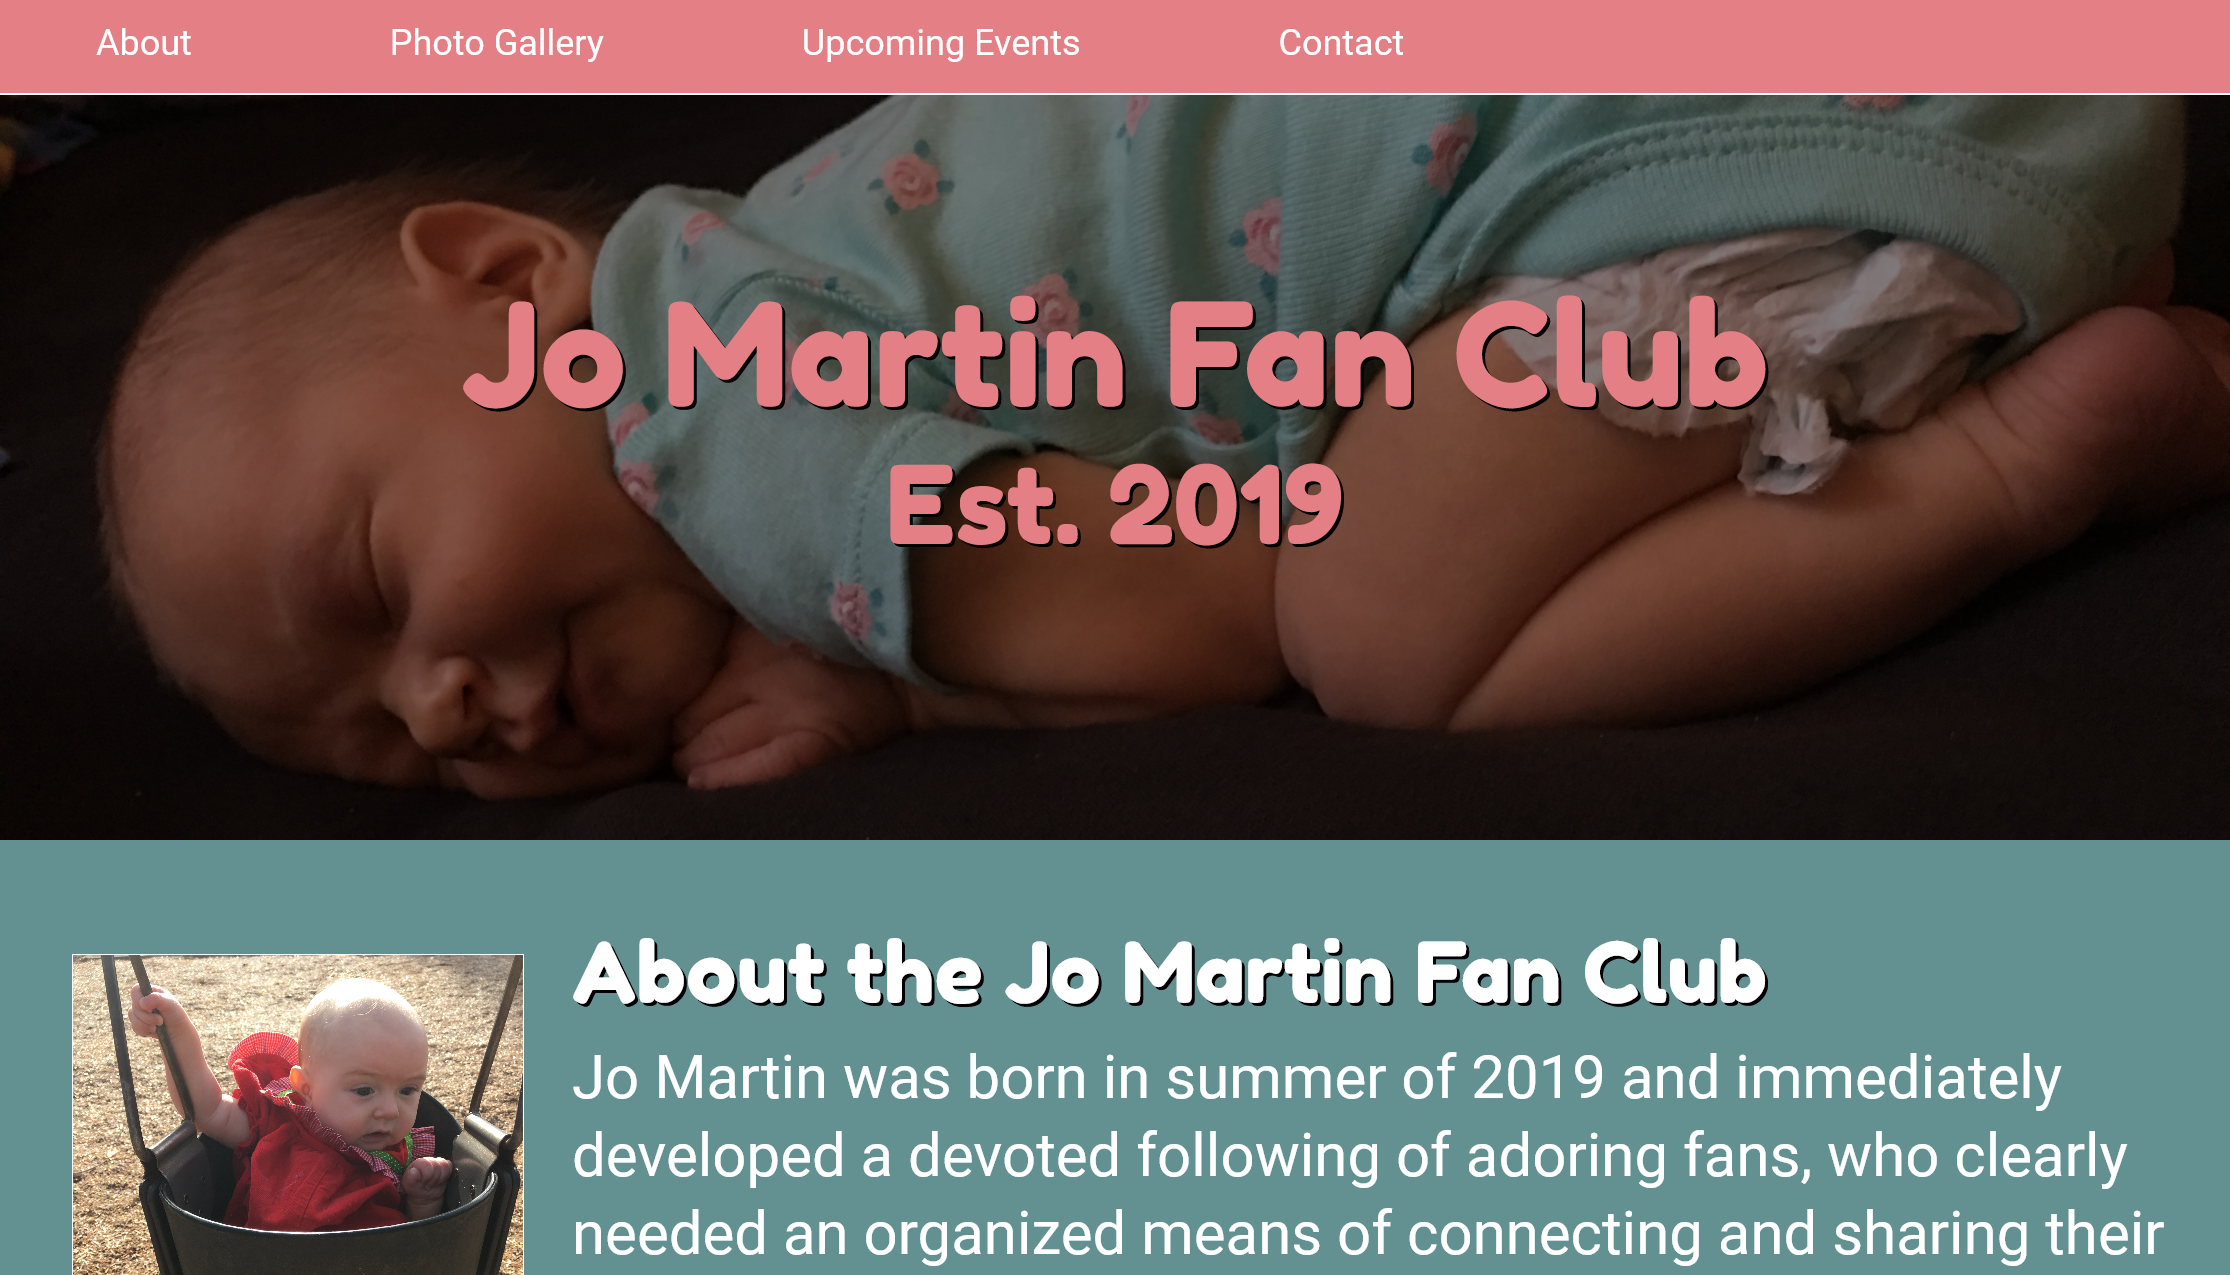 About Photo Gallery Upcoming Events Contact
Jo Martin Fan Club
Est. 2019
About the Jo Martin Fan Club
Jo Martin was born in summer of 2019 and immediately
developed a devoted following of adoring fans, who clearly
needed an organized means of connecting and sharing their